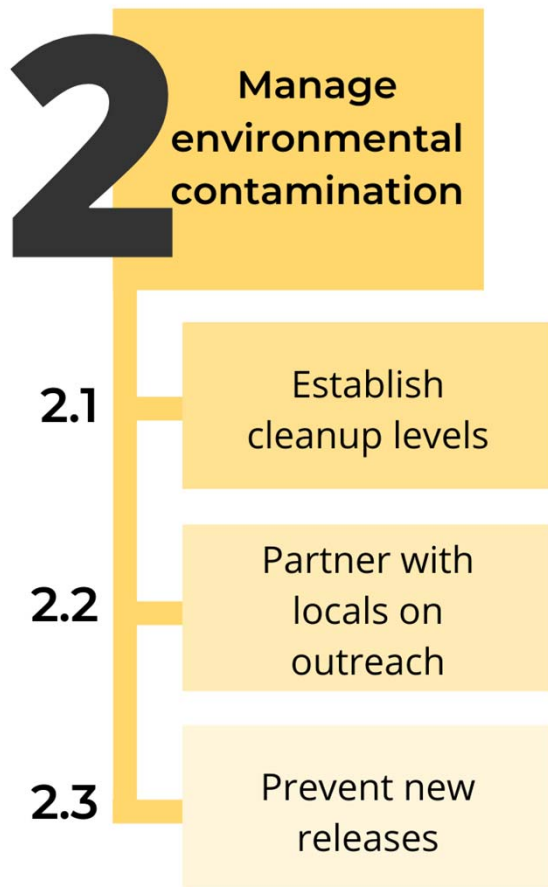 2
Manage
environmental
contamination
2.1
Establish
cleanup levels
2.2
Partner with
locals on
outreach
2.3
Prevent new
releases